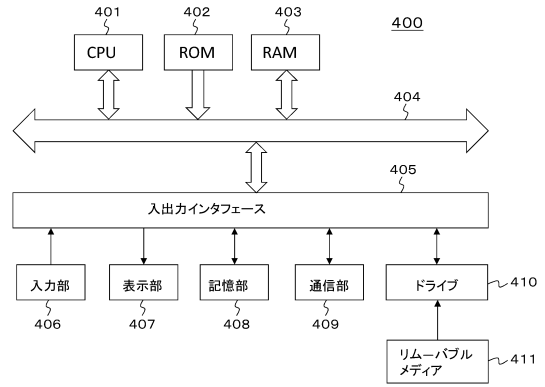 401
402
403
400
CPU
ROM
RAM
404
405
入出力インタフェース
入力部
表示部
記憶部
通信部
ドライブ
410
406
407
408
409
リムーバブル
メディア
411